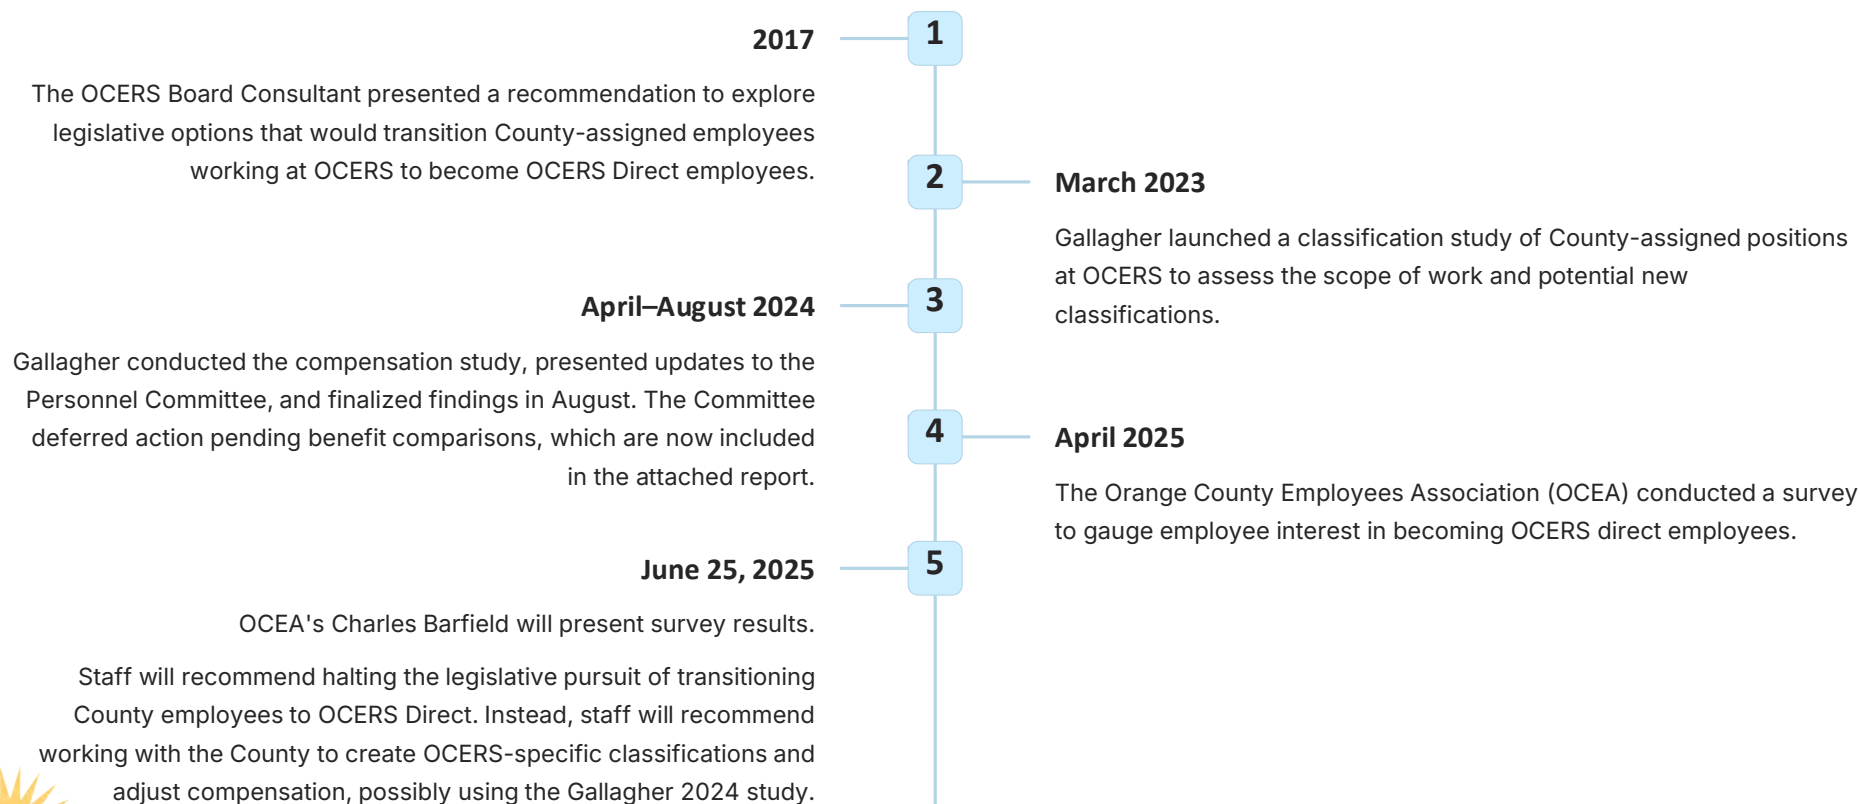 1
2017
The OCERS Board Consultant presented a recommendation to explore
legislative options that would transition County-assigned employees
working at OCERS to become OCERS Direct employees.
2
March 2023
Gallagher launched a classification study of County-assigned positions
at OCERS to assess the scope of work and potential new
classifications.
3
April–August 2024
Gallagher conducted the compensation study, presented updates to the
Personnel Committee, and finalized findings in August. The Committee
deferred action pending benefit comparisons, which are now included
in the attached report.
4
April 2025
The Orange County Employees Association (OCEA) conducted a survey
to gauge employee interest in becoming OCERS direct employees.
5
June 25, 2025
OCEA's Charles Barfield will present survey results.
Staff will recommend halting the legislative pursuit of transitioning
County employees to OCERS Direct. Instead, staff will recommend
working with the County to create OCERS-specific classifications and
adjust compensation, possibly using the Gallagher 2024 study.